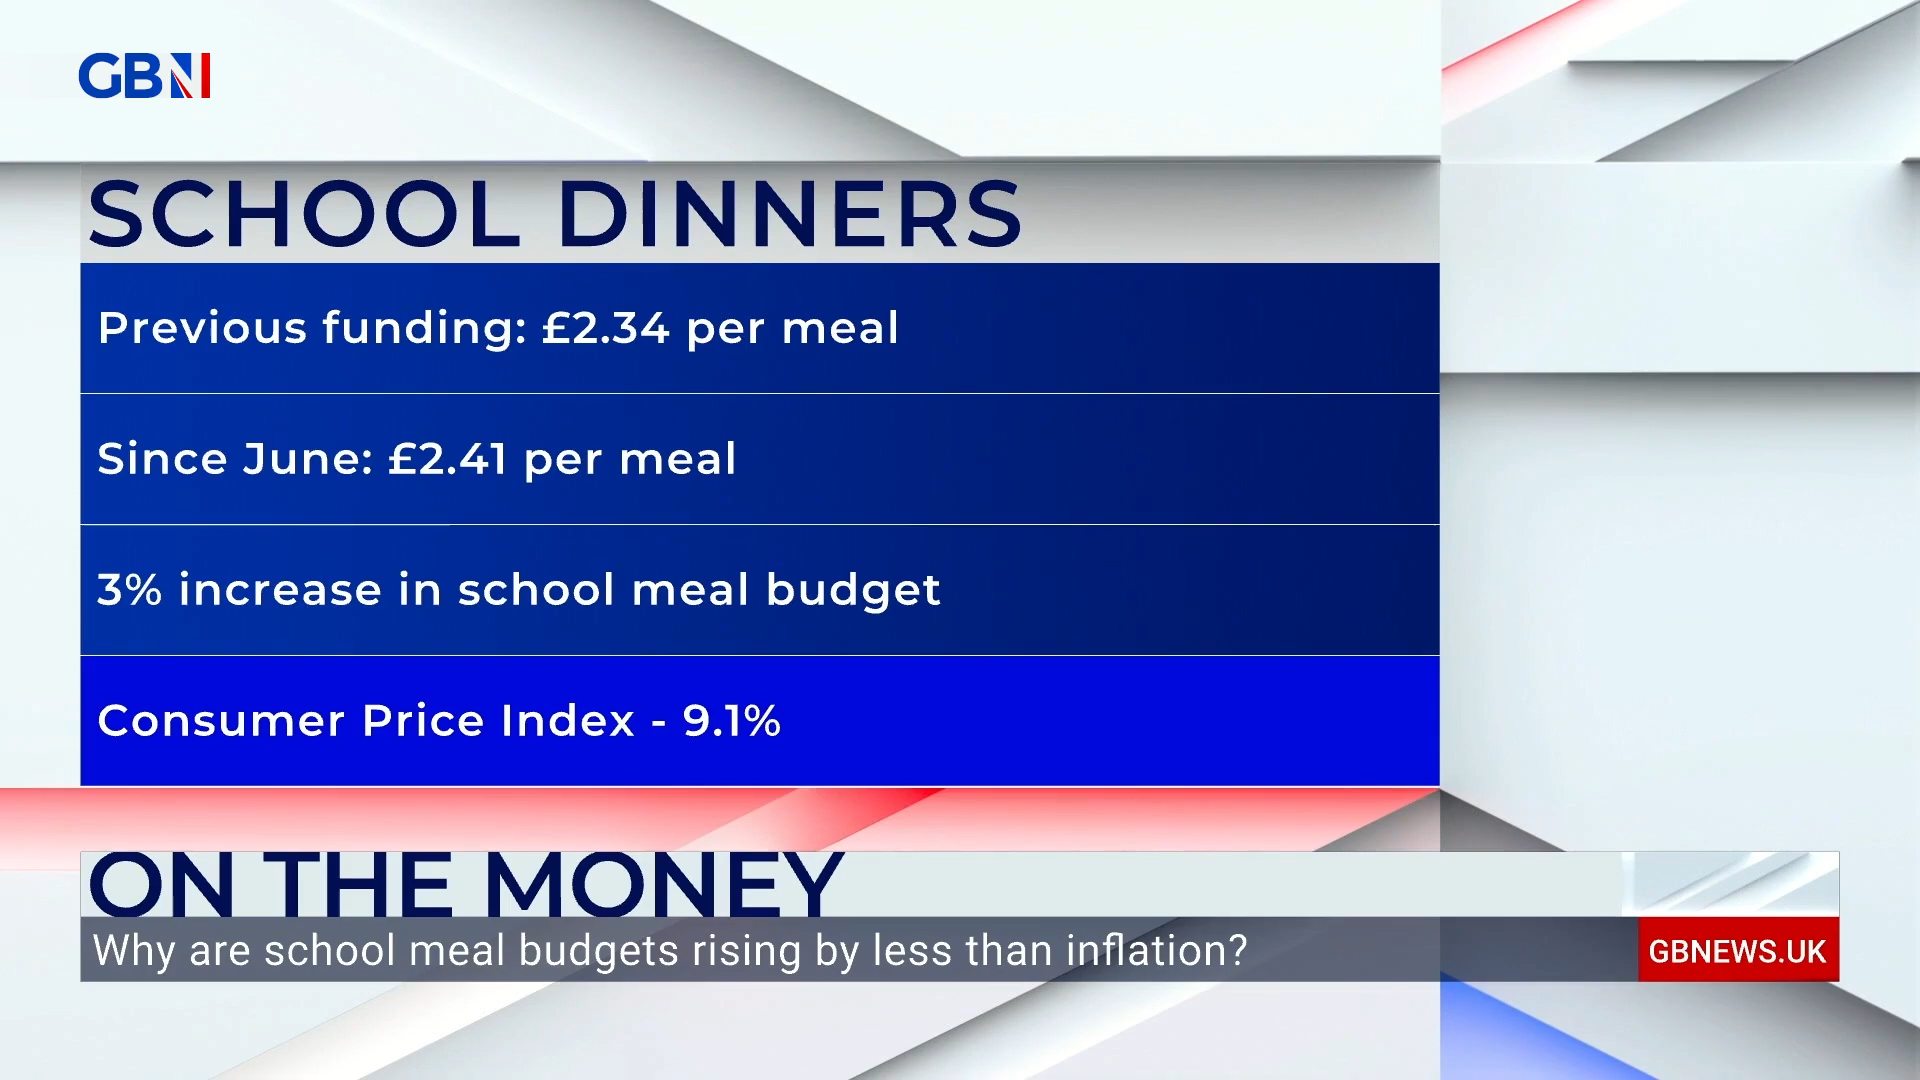 GBN
SCHOOL DINNERS
Previous funding: £2.34 per meal
Since June: £2.41 per meal
3% increase in school meal budget
Consumer Price Index - 9.1%
ON THE MONEY
Why are school meal budgets rising by less than inflation?
GBNEWS.UK